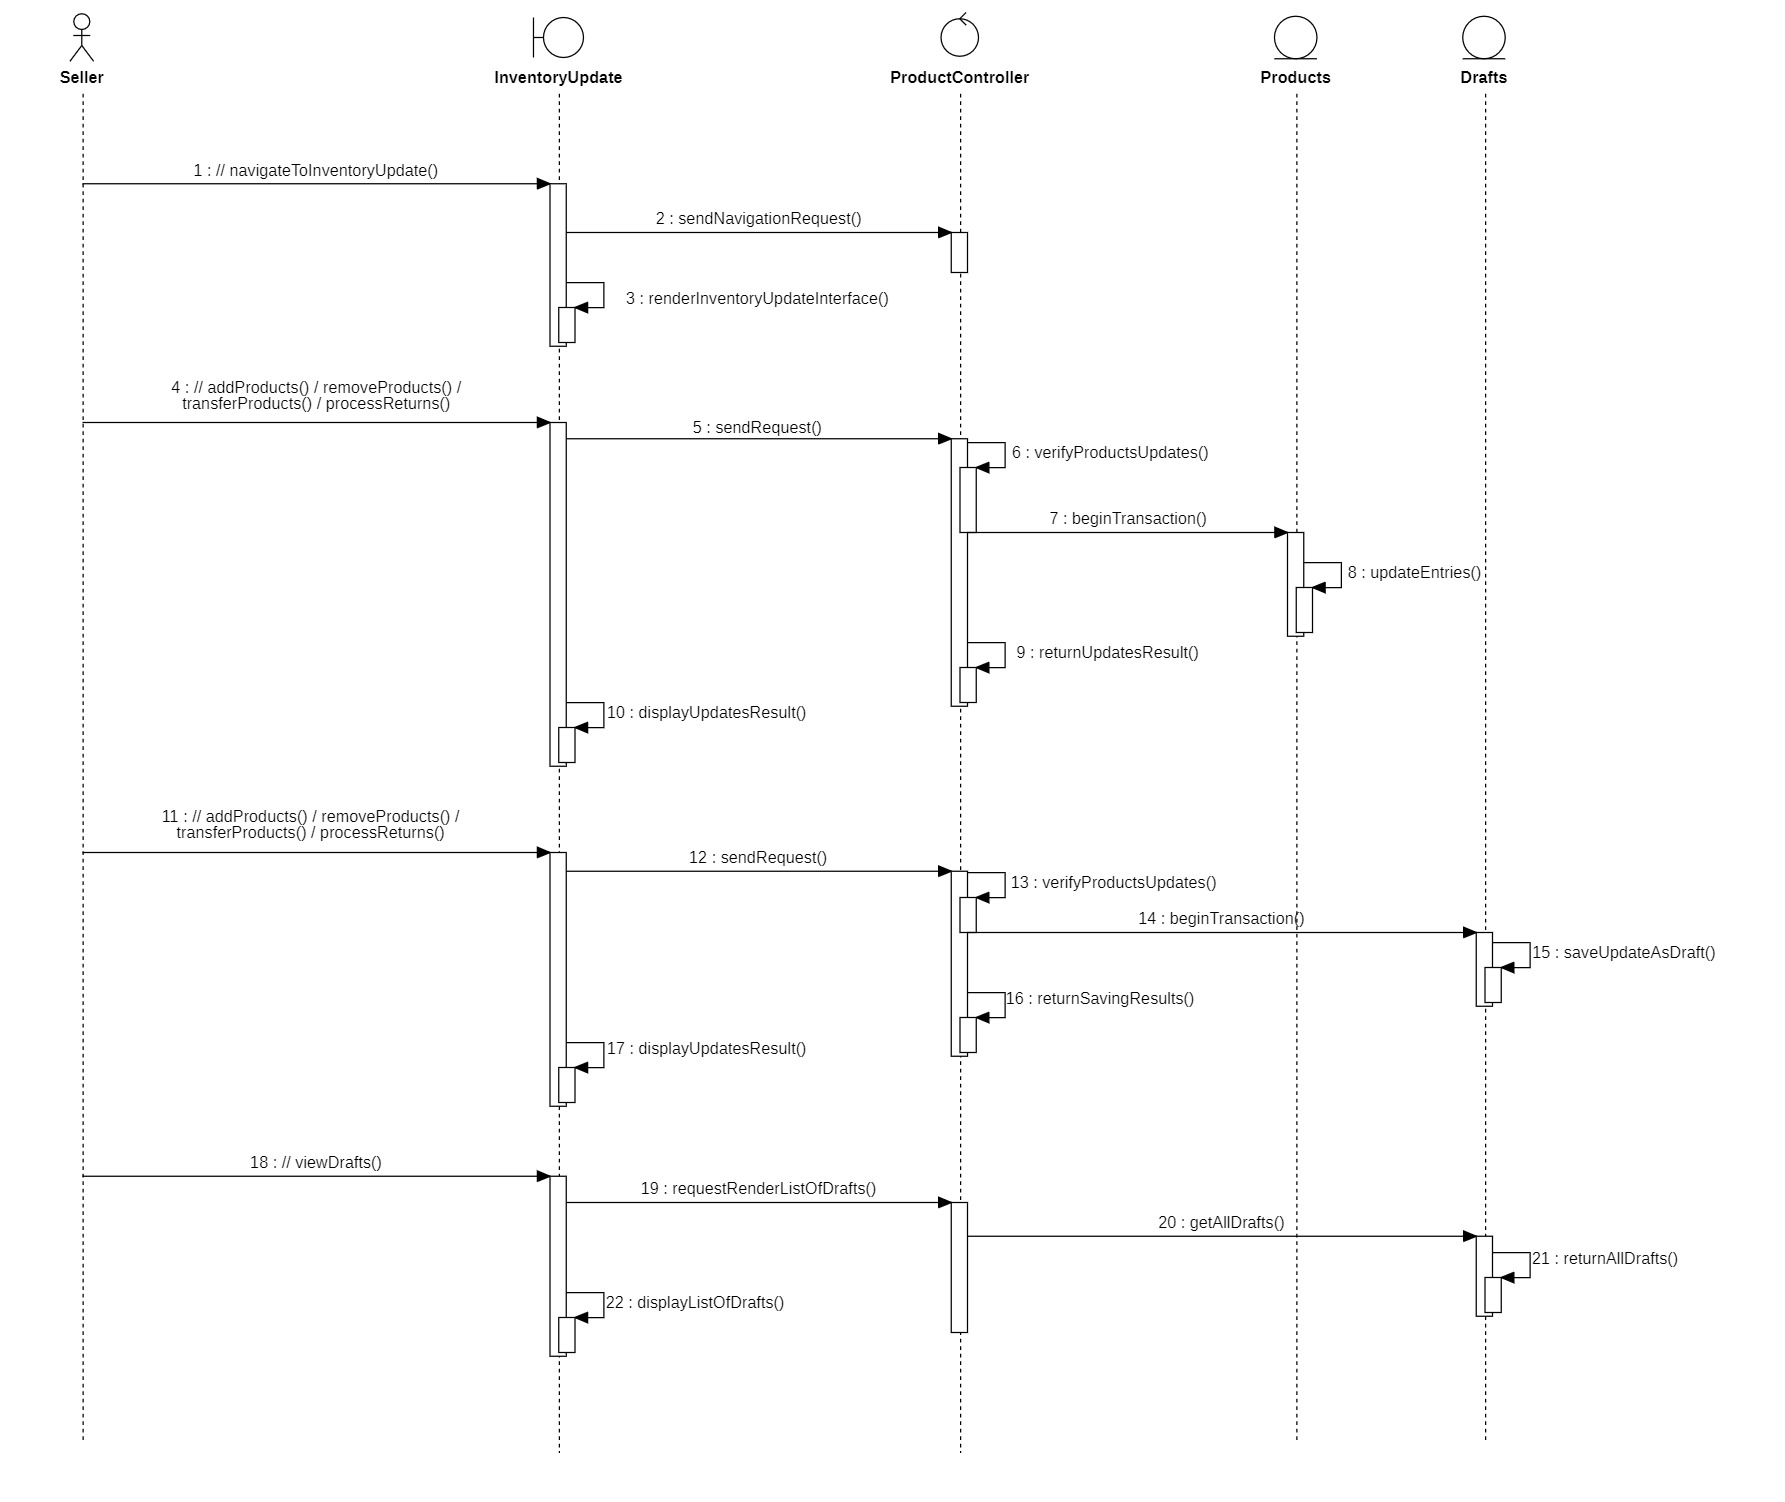 Seller
InventoryUpdate
ProductController
Products
Drafts
1 : // navigateToInventoryUpdate()
2 : sendNavigationRequest()
3 : renderInventoryUpdateInterface()
4 : // addProducts() / removeProducts() /
transferProducts() / processReturns()
5 : sendRequest()
6 : verifyProductsUpdates()
7 : beginTransaction()
8 : updateEntries()
9 : returnUpdatesResult()
10 : displayUpdatesResult()
11 : // addProducts() / removeProducts() /
transferProducts() / processReturns()
12 : sendRequest()
13 : verifyProductsUpdates()
14 : beginTransaction()
15 : saveUpdateAsDraft()
16 : returnSavingResults()
17 : displayUpdatesResult()
18 : // viewDrafts()
19 : requestRenderListOfDrafts()
20 : getAllDrafts()
21 : returnAllDrafts()
22 : displayListOfDrafts()